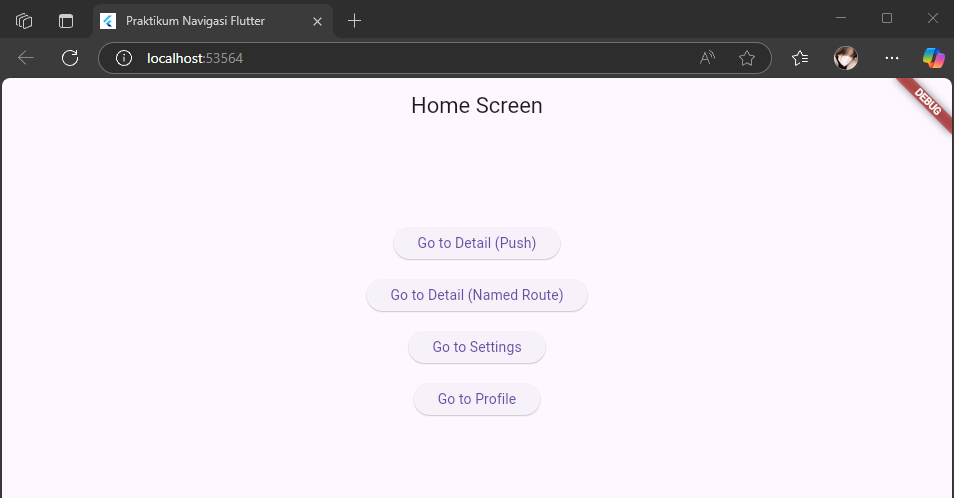 Praktikum Navigasi Flutter
localhost:53564
Home Screen
DEBUG
Go to Detail (Push)
Go to Detail (Named Route)
Go to Settings
Go to Profile